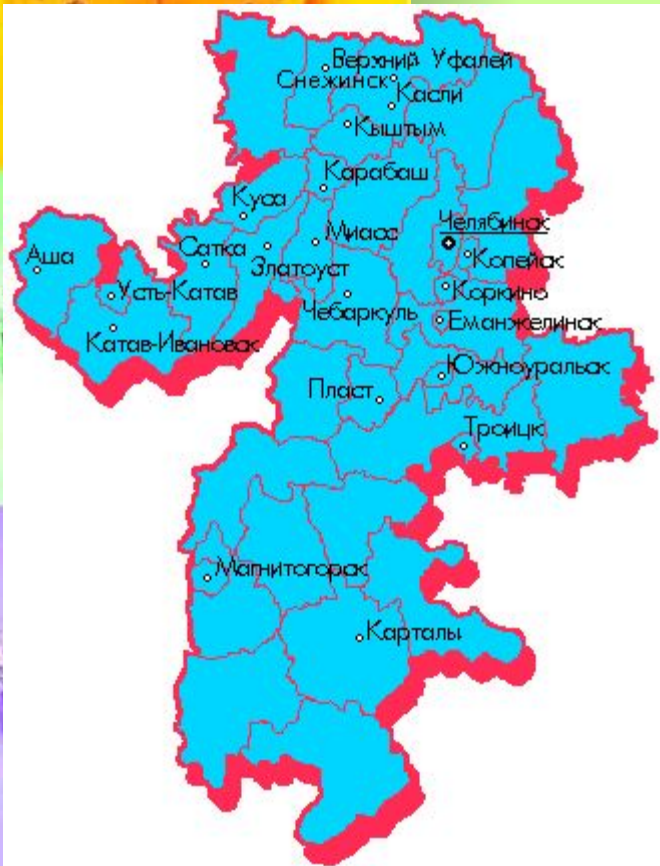 Верхний Уфалей
Снежинск
Касли
Кыштым
Карабаш
Куса
Челябинск
Миасс
Аша
Сатка
Златоуст
Копейск
Усть-Катав
Коркино
Чебаркуль
Еманжелинск
Катав-Ивановск
Южноуральск
Пласт
Троицк
Магнитогорск
Карталы